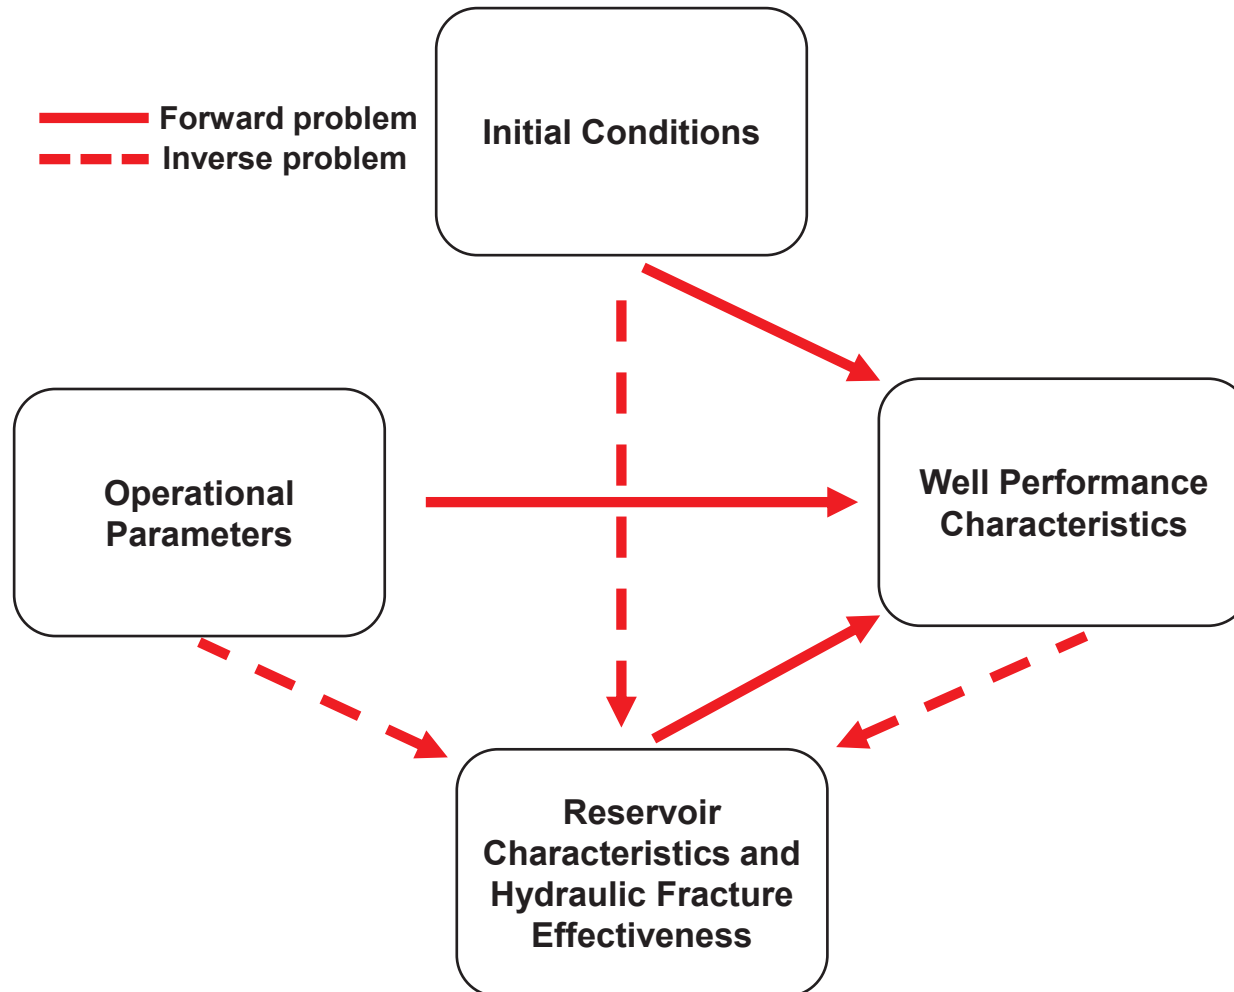 Forward problem
Inverse problem
Initial Conditions
Operational
Parameters
Well Performance
Characteristics
Reservoir
Characteristics and
Hydraulic Fracture
Effectiveness